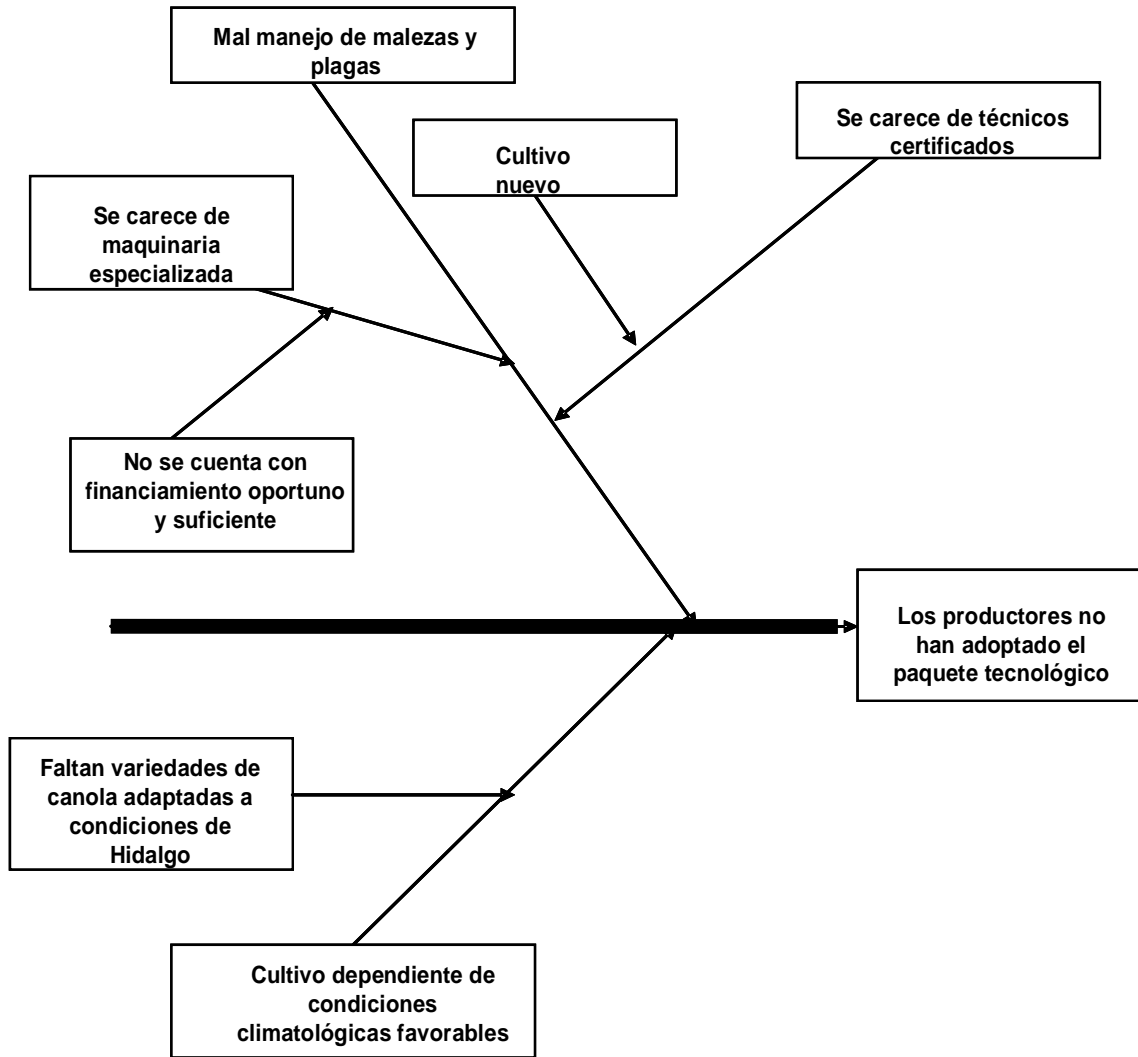 Mal manejo de malezas y
plagas
Se carece de técnicos
certificados
Cultivo
nuevo
Se carece de
maquinaria
especializada
No se cuenta con
financiamiento oportuno
y suficiente
Los productores no
han adoptado el
paquete tecnológico
Faltan variedades de
canola adaptadas a
condiciones de
Hidalgo
Cultivo dependiente de
condiciones
climatológicas favorables